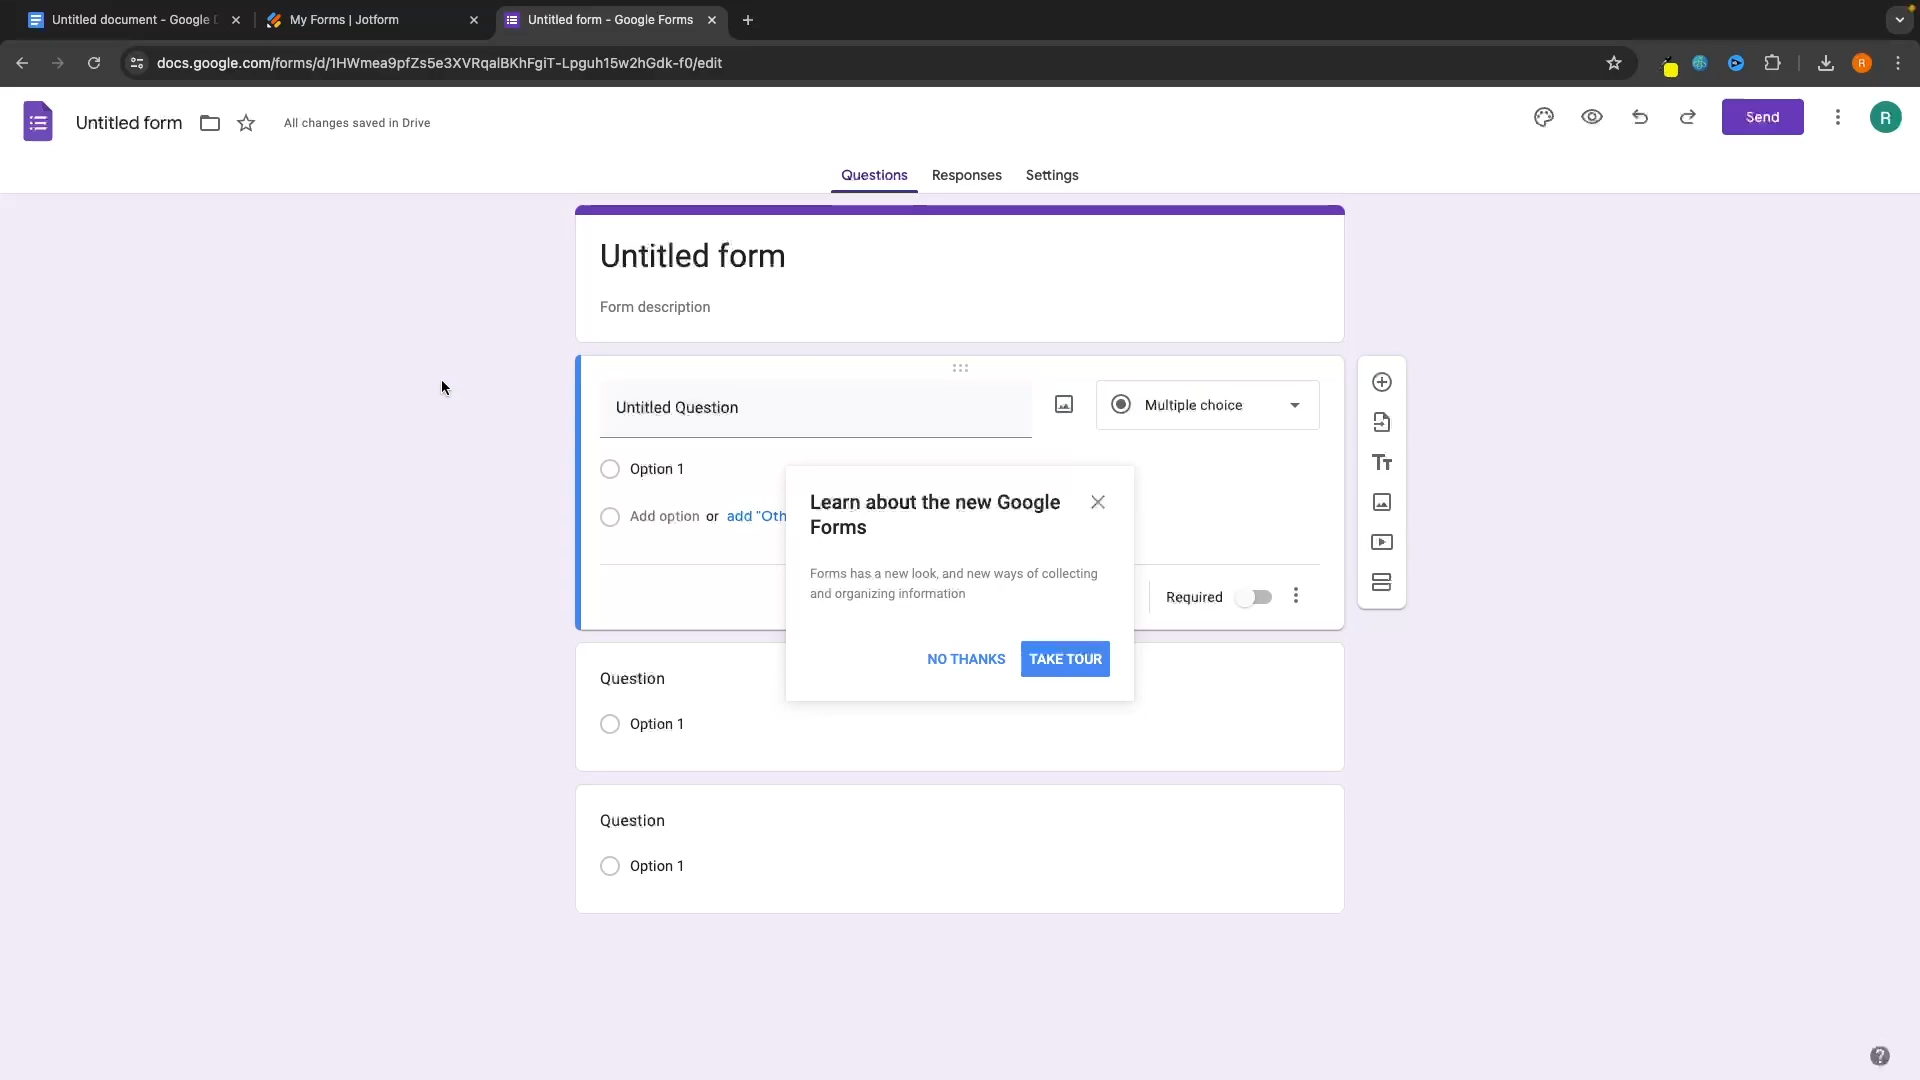 Untitled document - Google D
My Forms | Jotform
Untitled form - Google Forms
docs.google.com/forms/d/1HWmea9pfZs5e3XVRqalBKhFgiT-Lpguh15w2hGdk-f0/edit
R
Untitled form
All changes saved in Drive
Send
R
Questions
Responses
Settings
Untitled form
Form description
Untitled Question
Multiple choice
Option 1
Add option or add "Oth
Tт
Learn about the new Google
Forms
Forms has a new look, and new ways of collecting
and organizing information
Required
NO THANKS
TAKE TOUR
Question
Option 1
Question
Option 1